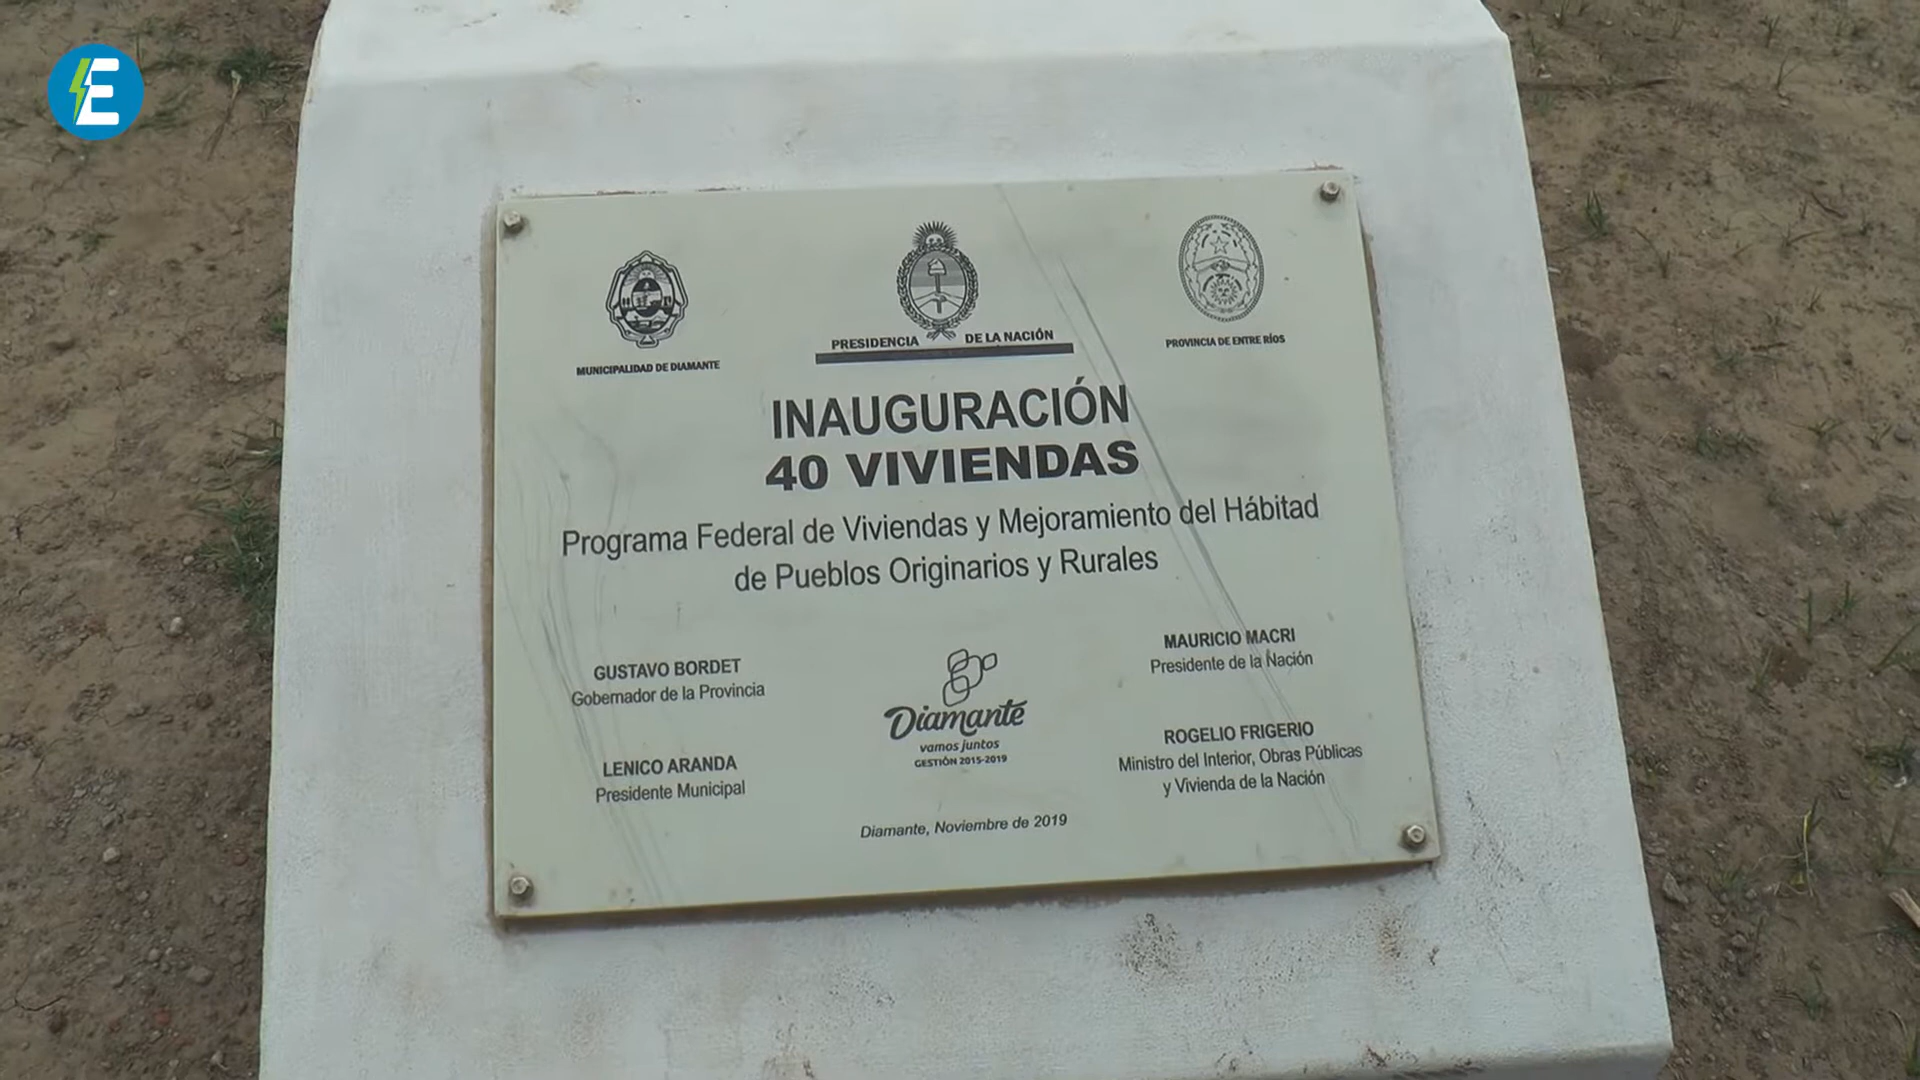 E
MUNICIPALIDAD DE DIAMANTE
PRESIDENCIA DE LA NACIÓN
PROVINCIA DE ENTRE RÍOS
INAUGURACIÓN
40 VIVIENDAS
Programa Federal de Viviendas y Mejoramiento del Hábitad
de Pueblos Originarios y Rurales
GUSTAVO BORDET
Gobernador de la Provincia
LENICO ARANDA
Presidente Municipal
Diamante
vamos juntos
GESTIÓN 2015-2019
MAURICIO MACRI
Presidente de la Nación
ROGELIO FRIGERIO
Ministro del Interior, Obras Públicas
y Vivienda de la Nación
Diamante, Noviembre de 2019